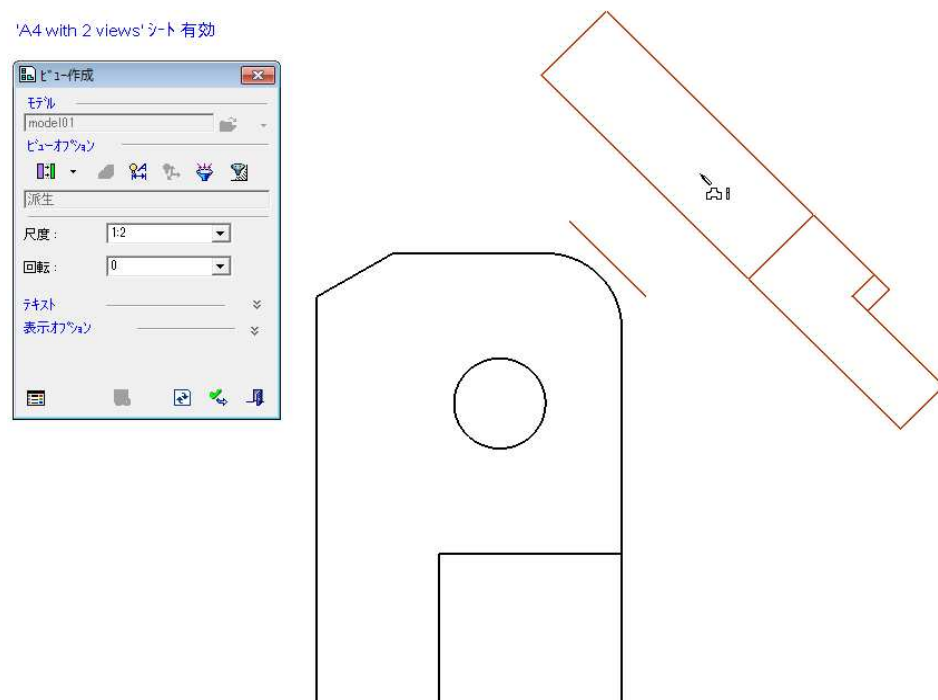 'A4 with 2 views' ｼｰﾄ 有効
ﾋﾞｭｰ作成
ﾓﾃﾞﾙ
model01
ﾋﾞｭｰｵﾌﾟｼｮﾝ
派生
尺度 :
1:2
回転 :
0
ﾃｷｽﾄ
表示ｵﾌﾟｼｮﾝ